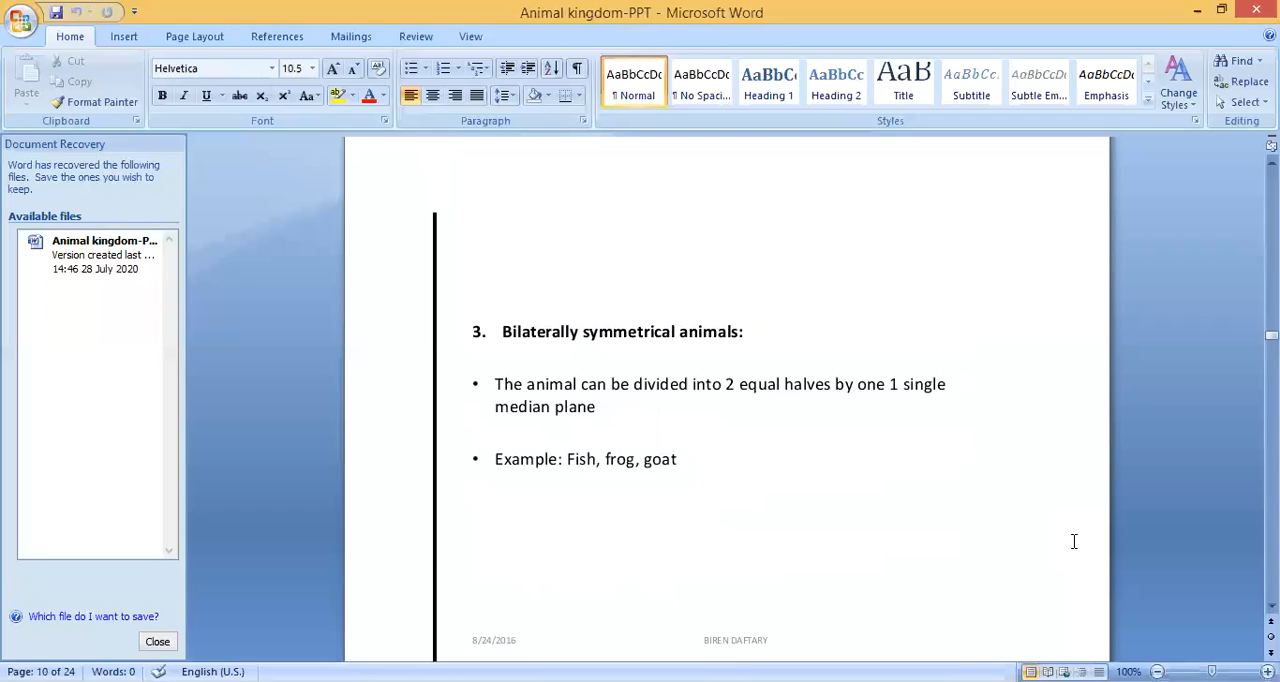 Animal kingdom-PPT - Microsoft Word
Home Insert Page Layout References Mailings Review View
Paste
Cut
Copy
Format Painter
Clipboard
Helvetica 10.5
Font
Paragraph
AaBbCcDc AaBbCcDc AaBbC AaBbCc AaB AaBbCc. AaBbCcDc AaBbCcDc
¶ Normal ¶ No Spaci... Heading 1 Heading 2 Title Subtitle Subtle Em... Emphasis
Styles
Change
Styles
Find
Replace
Select
Editing
Document Recovery
Word has recovered the following
files. Save the ones you wish to
keep.
Available files
Animal kingdom-P...
Version created last ...
14:46 28 July 2020
Which file do I want to save?
Close
3. Bilaterally symmetrical animals:
• The animal can be divided into 2 equal halves by one 1 single
median plane
• Example: Fish, frog, goat
8/24/2016 BIREN DAFTARY
Page: 10 of 24 Words: 0 English (U.S.) 100%